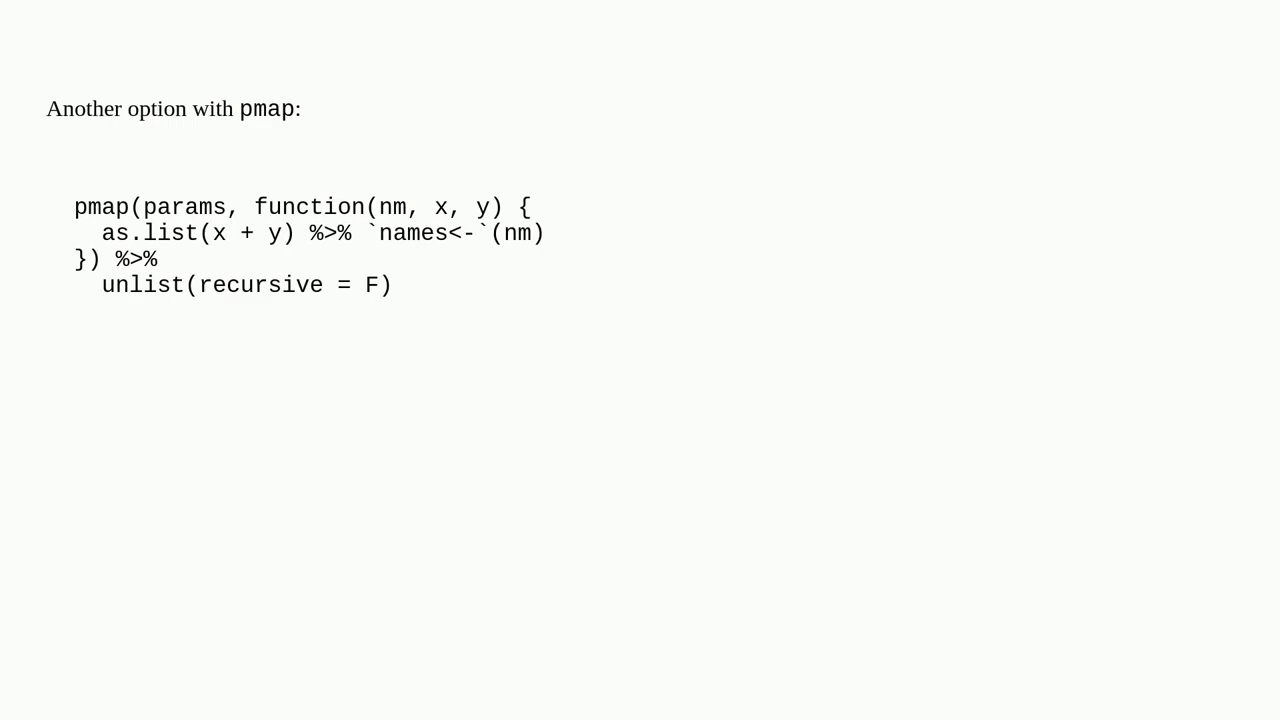 Another option with pmap:
pmap(params, function(nm, x, y) {
  as.list(x + y) %>% `names<-`(nm)
}) %>%
  unlist(recursive = F)